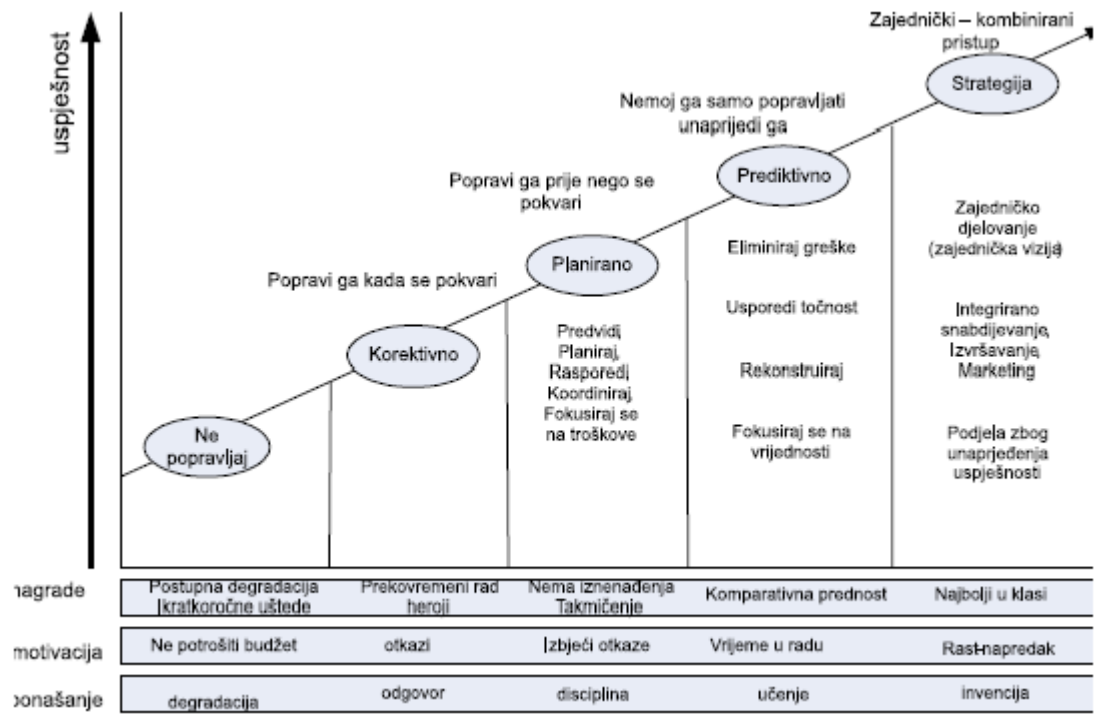 uspješnost
Zajednički – kombinirani
pristup
Strategija
Nemoj ga samo popravljati
unaprijedi ga
Prediktivno
Popravi ga prije nego se
pokvari
Planirano
Popravi ga kada se pokvari
Korektivno
Ne
popravljaj
Predvidi,
Planiraj,
Rasporedi,
Koordiniraj,
Fokusiraj se
na troškove
Eliminiraj greške
Usporedi točnost
Rekonstruiraj
Fokusiraj se na
vrijednosti
Zajedničko
djelovanje
(zajednička vizija)
Integrirano
snabdijevanje,
Izvršavanje,
Marketing
Podjela zbog
unaprjeđenja
uspješnosti
nagrade
Postupna degradacija
Ikratkoročne uštede
Prekovremeni rad
heroji
Nema iznenađenja
Takmičenje
Komparativna prednost
Najbolji u klasi
motivacija
Ne potrošiti budžet
otkazi
Izbjeći otkaze
Vrijeme u radu
Rast-napredak
ponašanje
degradacija
odgovor
disciplina
učenje
invencija